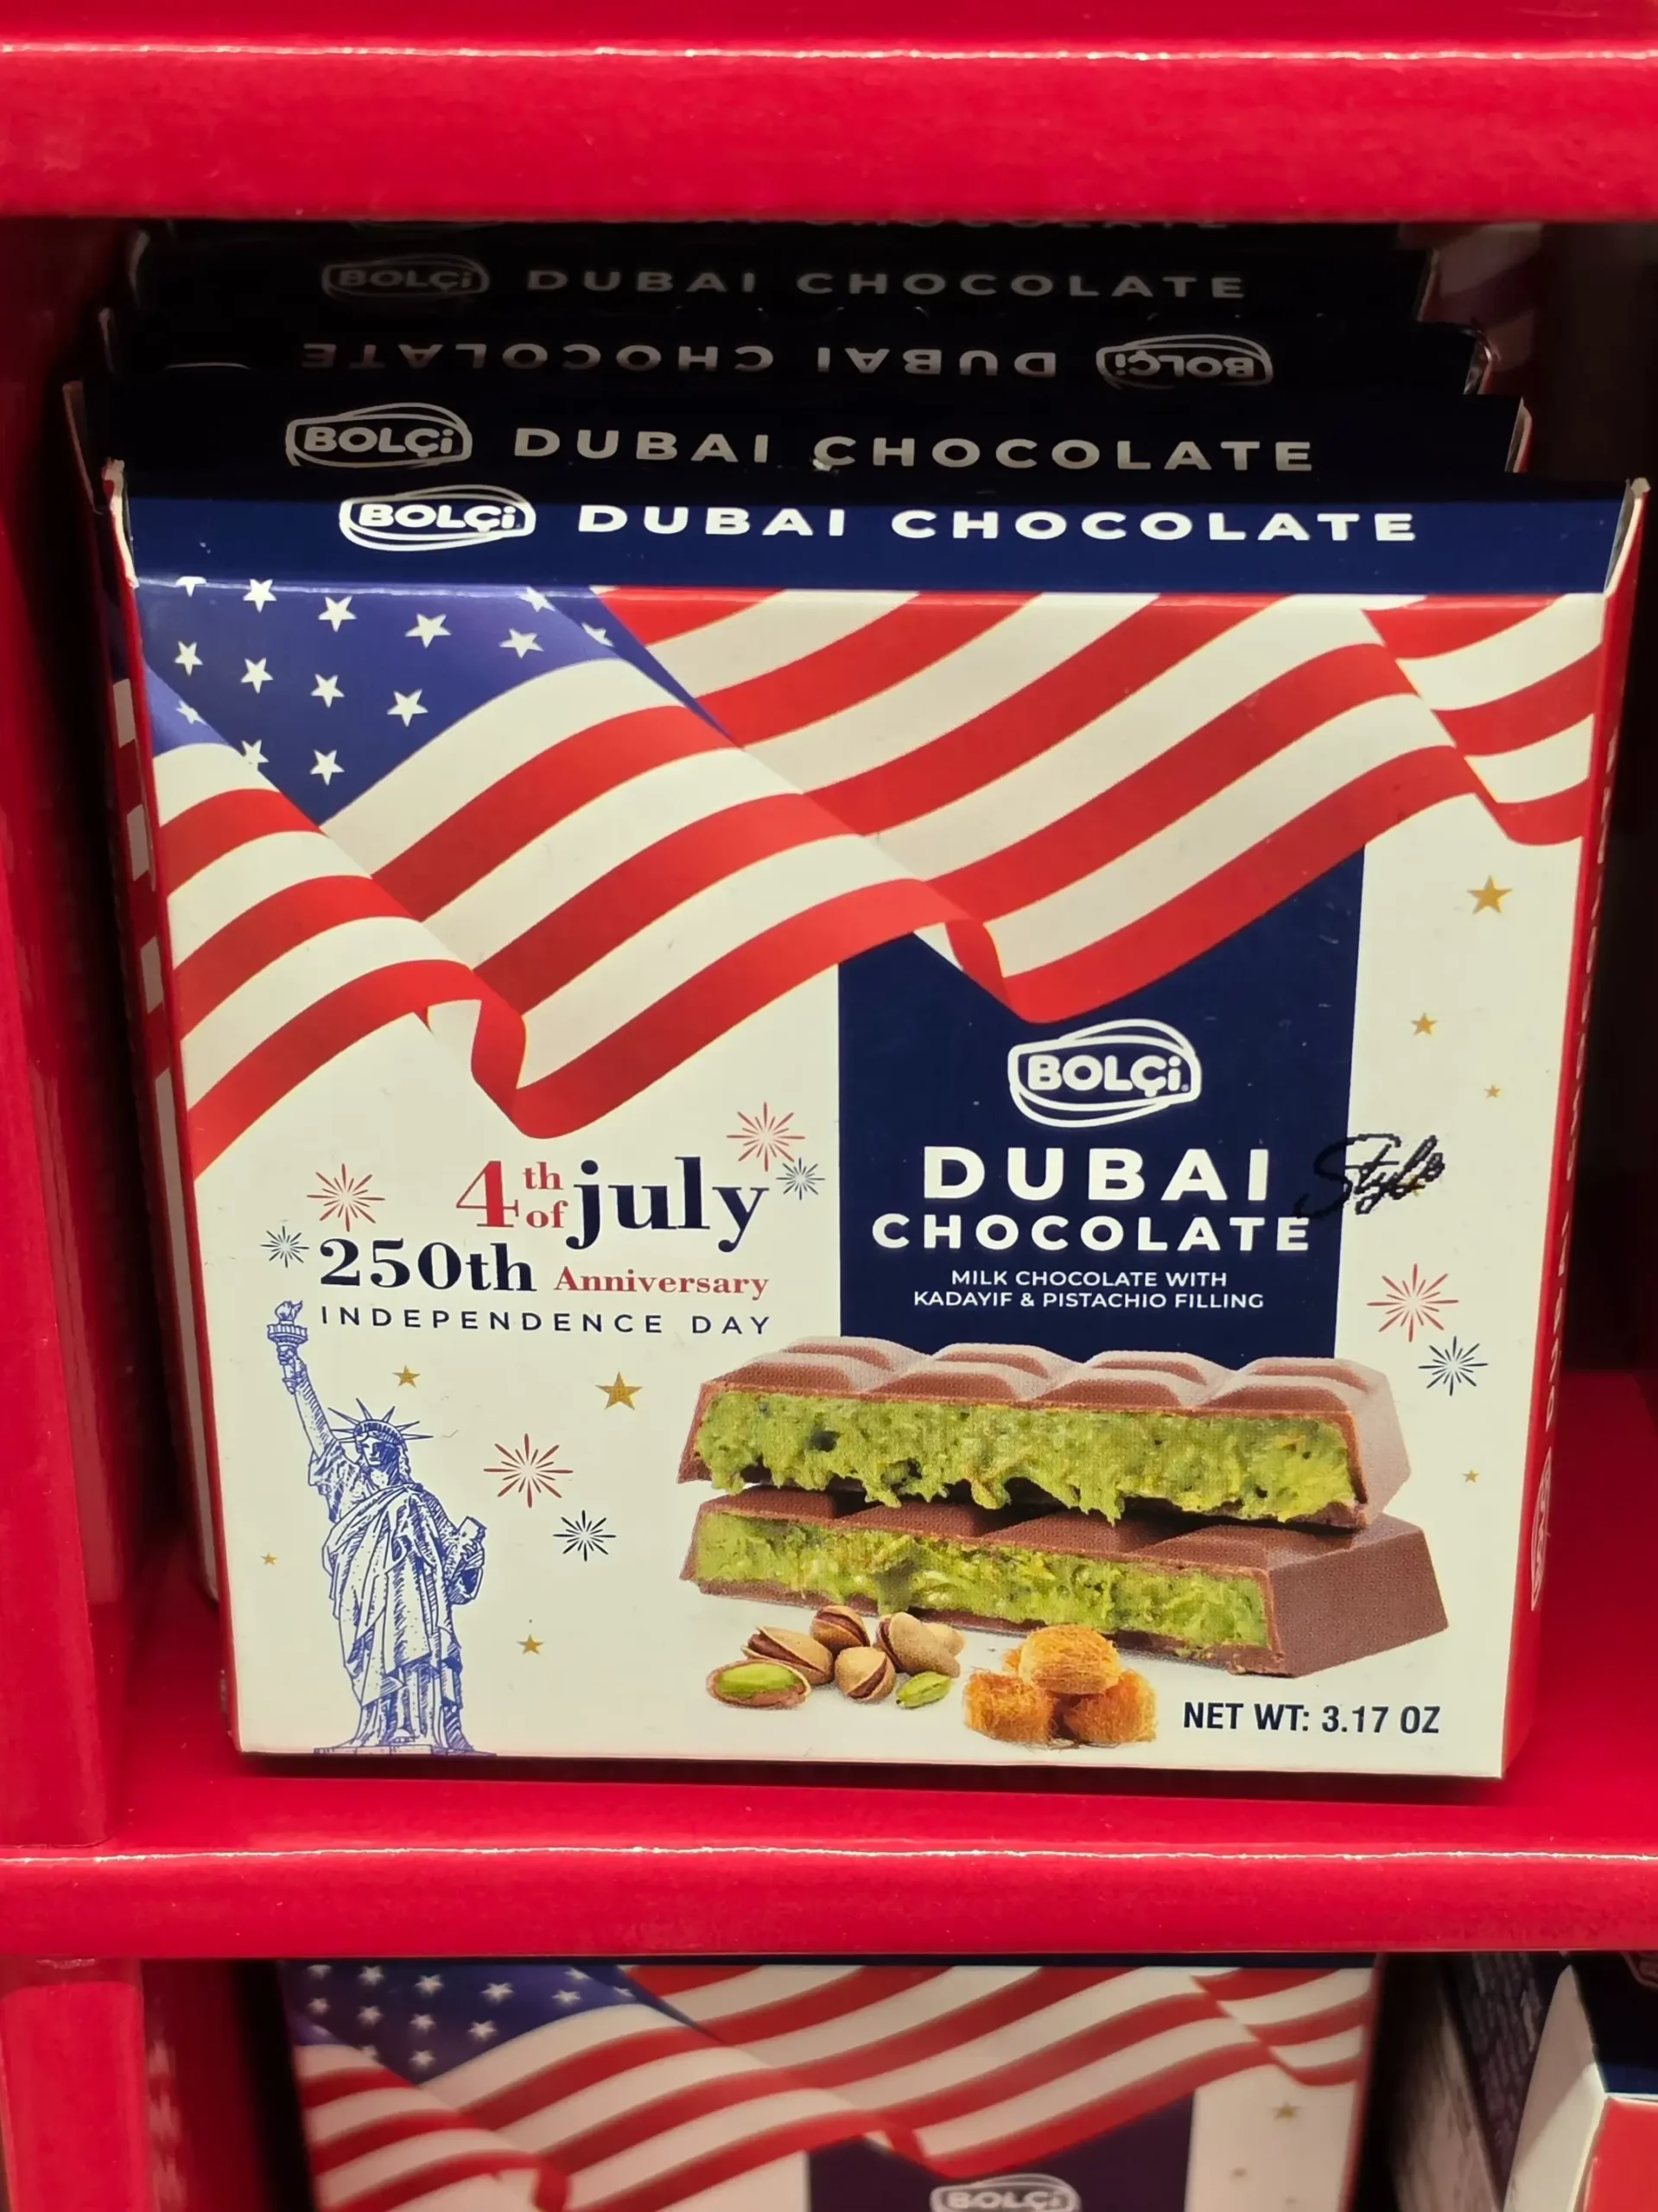 BOLÇi DUBAI CHOCOLATE
BOLÇi DUBAI CHOCOLATE
BOLÇi DUBAI CHOCOLATE
BOLÇi DUBAI CHOCOLATE
BOLÇi
DUBAI Style
CHOCOLATE
MILK CHOCOLATE WITH
KADAYIF & PISTACHIO FILLING
4th of july
250th Anniversary
INDEPENDENCE DAY
NET WT: 3.17 OZ
BOLÇi